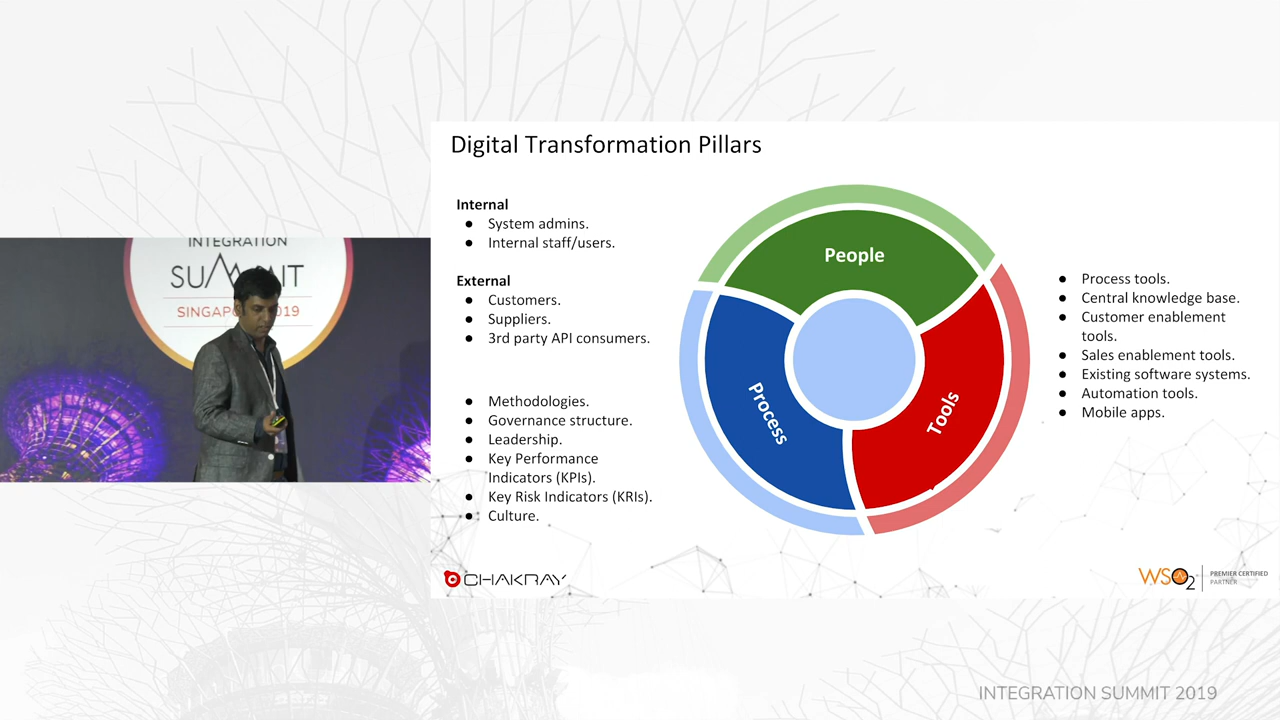 INTEGRATION
SUMMIT
SINGAPO 2019
Digital Transformation Pillars
Internal
● System admins.
● Internal staff/users.
External
● Customers.
● Suppliers.
● 3rd party API consumers.
● Methodologies.
● Governance structure.
● Leadership.
● Key Performance
Indicators (KPIs).
● Key Risk Indicators (KRIs).
● Culture.
People
Process
Tools
● Process tools.
● Central knowledge base.
● Customer enablement
tools.
● Sales enablement tools.
● Existing software systems.
● Automation tools.
● Mobile apps.
CHAKRAY
WSO2
PREMIER CERTIFIED
PARTNER
INTEGRATION SUMMIT 2019